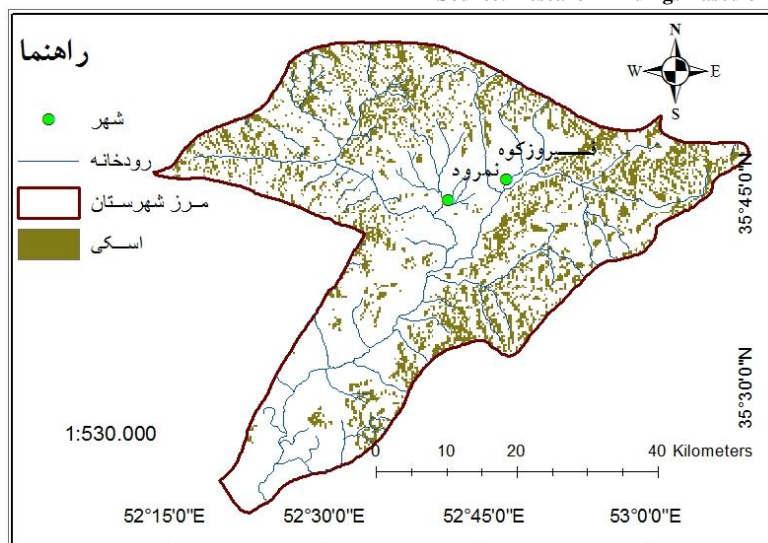 راهنما
شهر
رودخانه
مرز شهرستان
اسکی
N
W E
S
فیروزکوه
نمرود
35°45'0"N
35°30'0"N
1:530.000
0 10 20 40 Kilometers
52°15'0"E 52°30'0"E 52°45'0"E 53°0'0"E